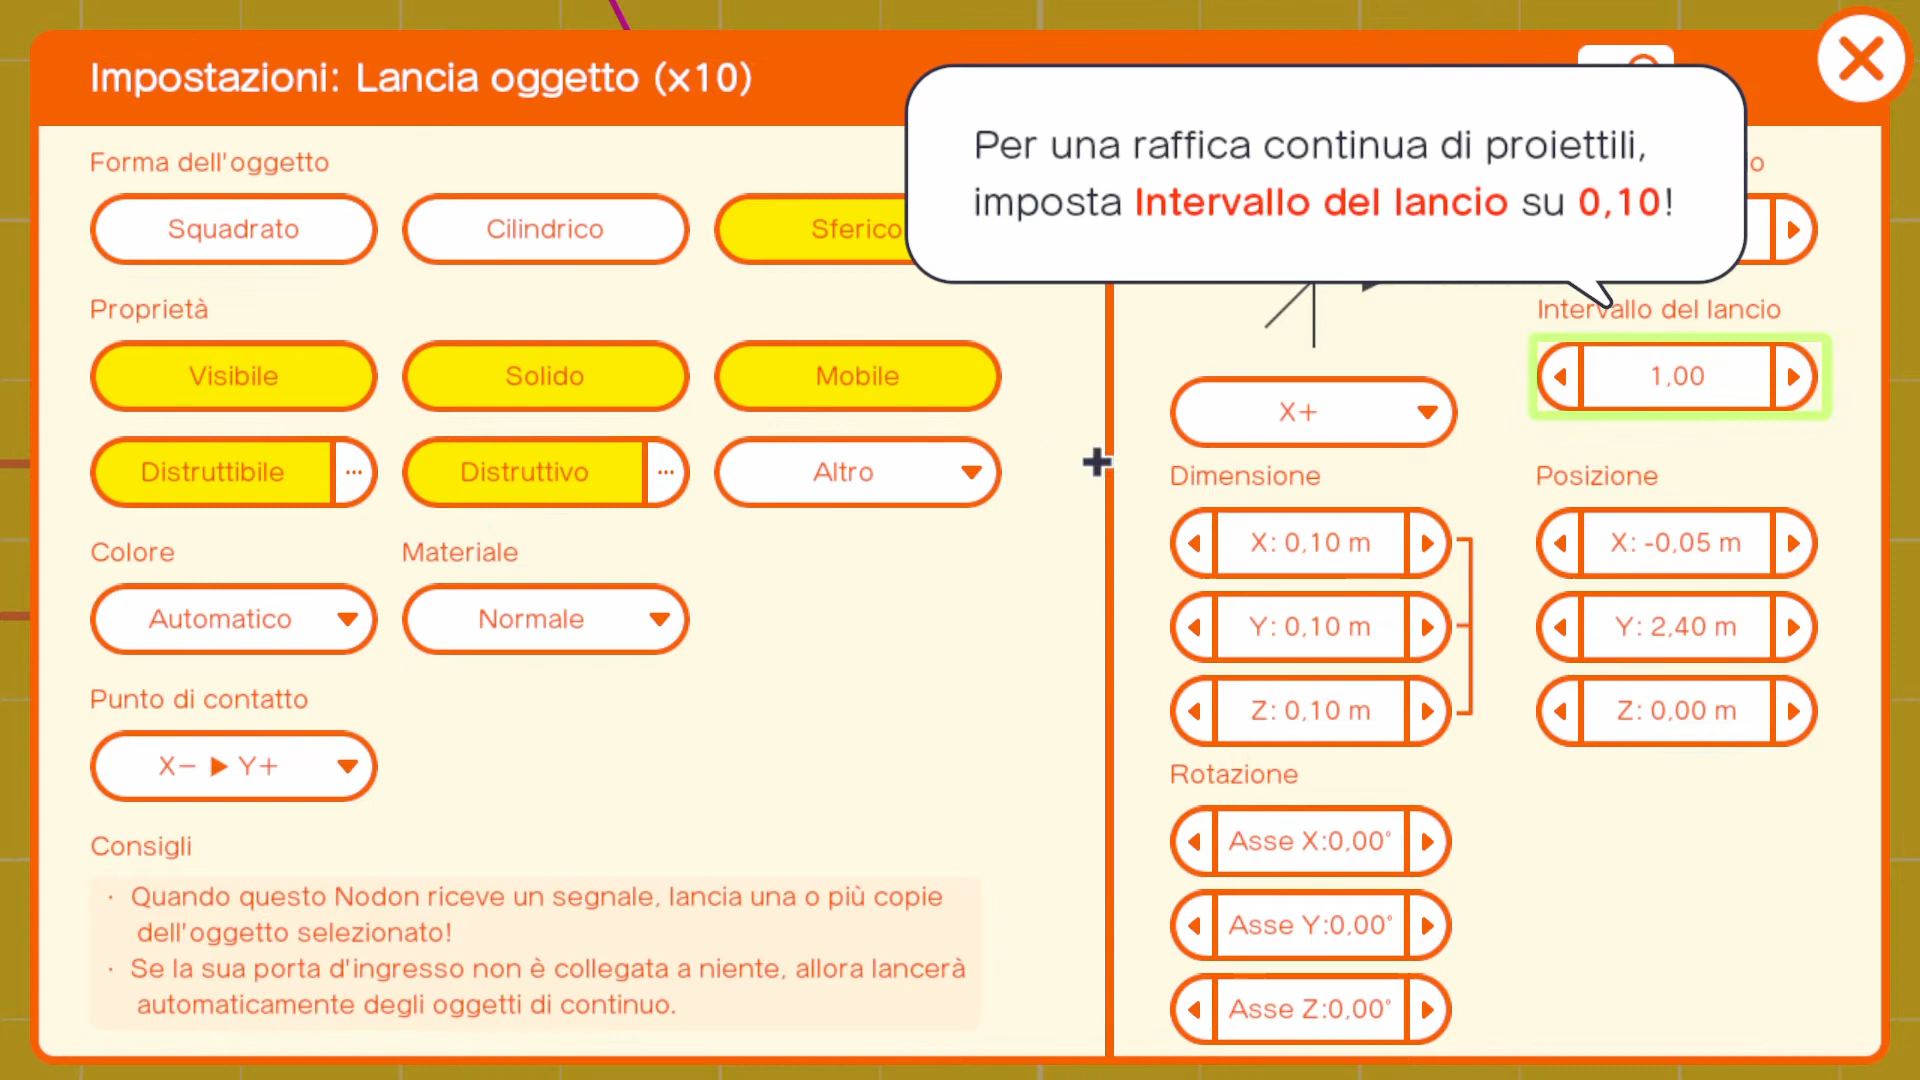 Impostazioni: Lancia oggetto (x10)
Per una raffica continua di proiettili,
imposta Intervallo del lancio su 0,10!
Forma dell'oggetto
Squadrato
Cilindrico
Sferico
Proprietà
Visibile
Solido
Mobile
Distruttibile ...
Distruttivo ...
Altro
Colore
Materiale
Automatico
Normale
Punto di contatto
X− ▶ Y+
Consigli
· Quando questo Nodon riceve un segnale, lancia una o più copie
dell'oggetto selezionato!
· Se la sua porta d'ingresso non è collegata a niente, allora lancerà
automaticamente degli oggetti di continuo.
Intervallo del lancio
1,00
X+
Dimensione
X: 0,10 m
Y: 0,10 m
Z: 0,10 m
Posizione
X: -0,05 m
Y: 2,40 m
Z: 0,00 m
Rotazione
Asse X:0,00°
Asse Y:0,00°
Asse Z:0,00°